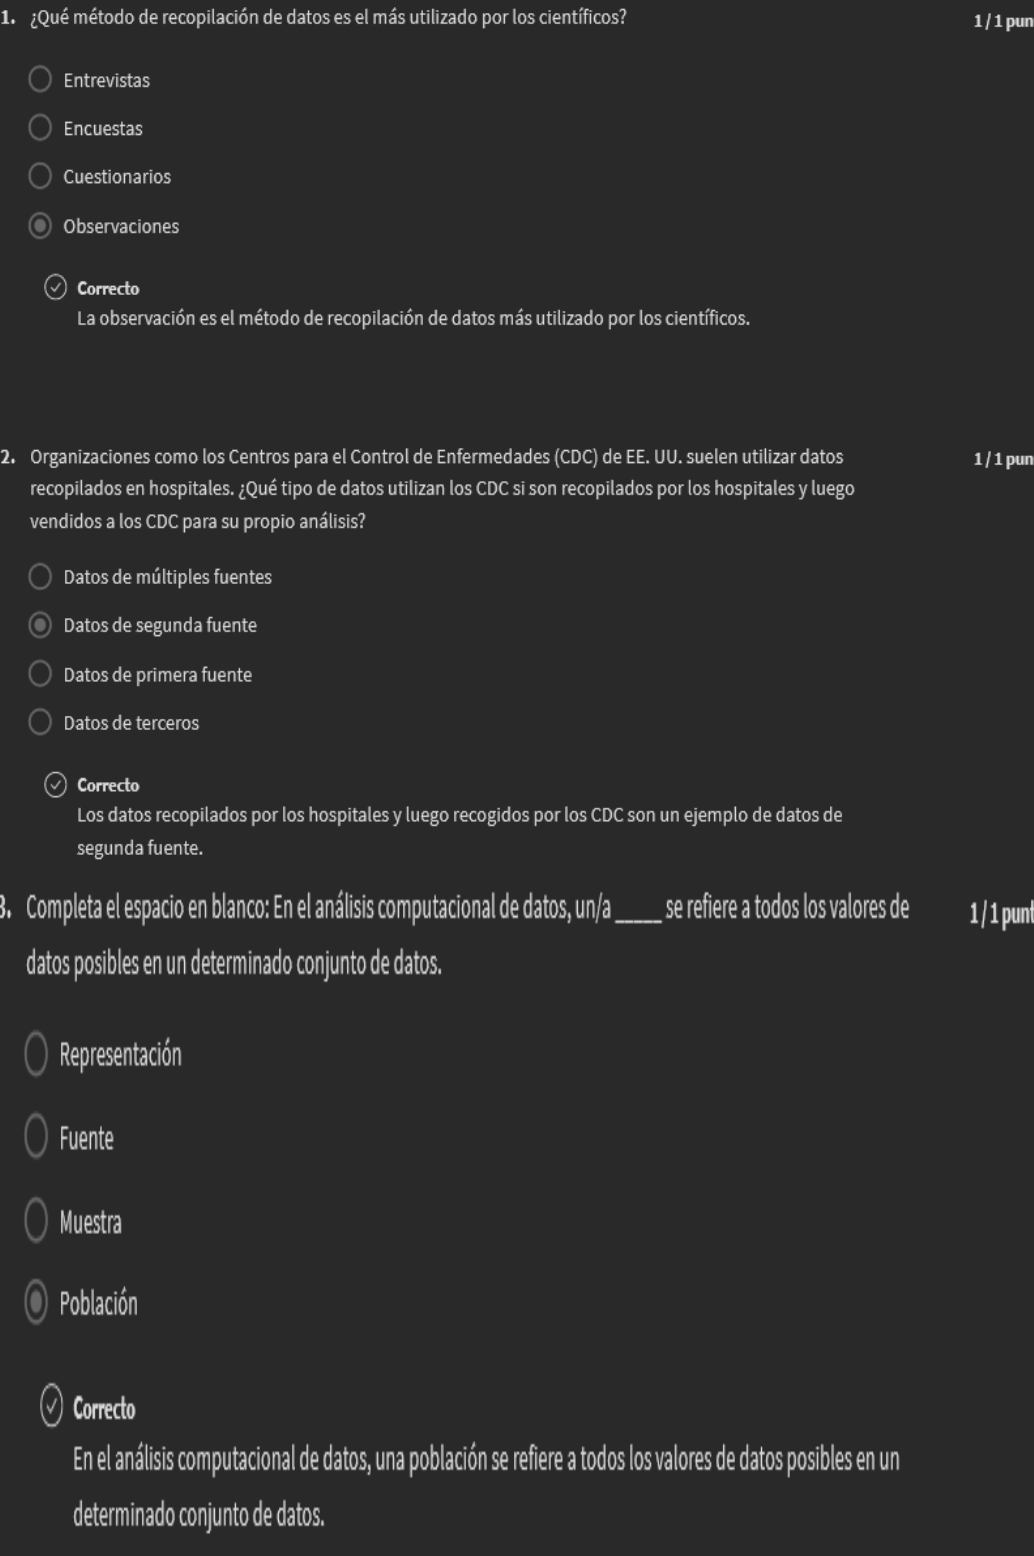 1. ¿Qué método de recopilación de datos es el más utilizado por los científicos? 1 / 1 pun
Entrevistas
Encuestas
Cuestionarios
Observaciones
Correcto
La observación es el método de recopilación de datos más utilizado por los científicos.
2. Organizaciones como los Centros para el Control de Enfermedades (CDC) de EE. UU. suelen utilizar datos 1 / 1 pun
recopilados en hospitales. ¿Qué tipo de datos utilizan los CDC si son recopilados por los hospitales y luego
vendidos a los CDC para su propio análisis?
Datos de múltiples fuentes
Datos de segunda fuente
Datos de primera fuente
Datos de terceros
Correcto
Los datos recopilados por los hospitales y luego recogidos por los CDC son un ejemplo de datos de
segunda fuente.
3. Completa el espacio en blanco: En el análisis computacional de datos, un/a _____ se refiere a todos los valores de 1 / 1 punt
datos posibles en un determinado conjunto de datos.
Representación
Fuente
Muestra
Población
Correcto
En el análisis computacional de datos, una población se refiere a todos los valores de datos posibles en un
determinado conjunto de datos.